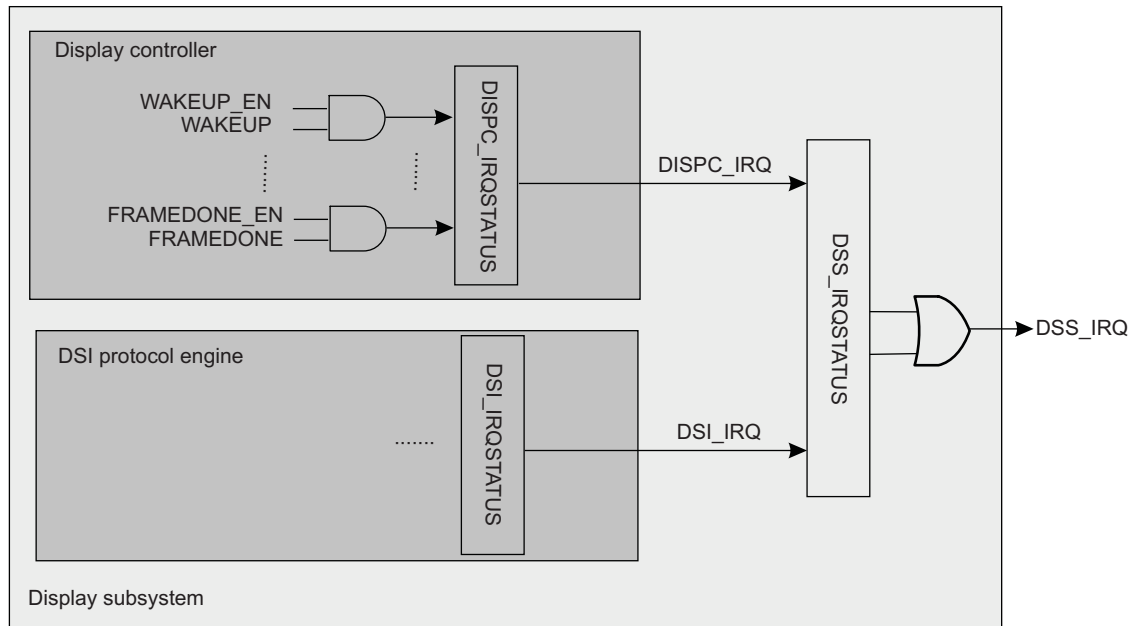 Display controller
WAKEUP_EN
WAKEUP
........
........
FRAMEDONE_EN
FRAMEDONE
DISPC_IRQSTATUS
DISPC_IRQ
DSS_IRQSTATUS
DSS_IRQ
DSI protocol engine
.......
DSI_IRQSTATUS
DSI_IRQ
Display subsystem